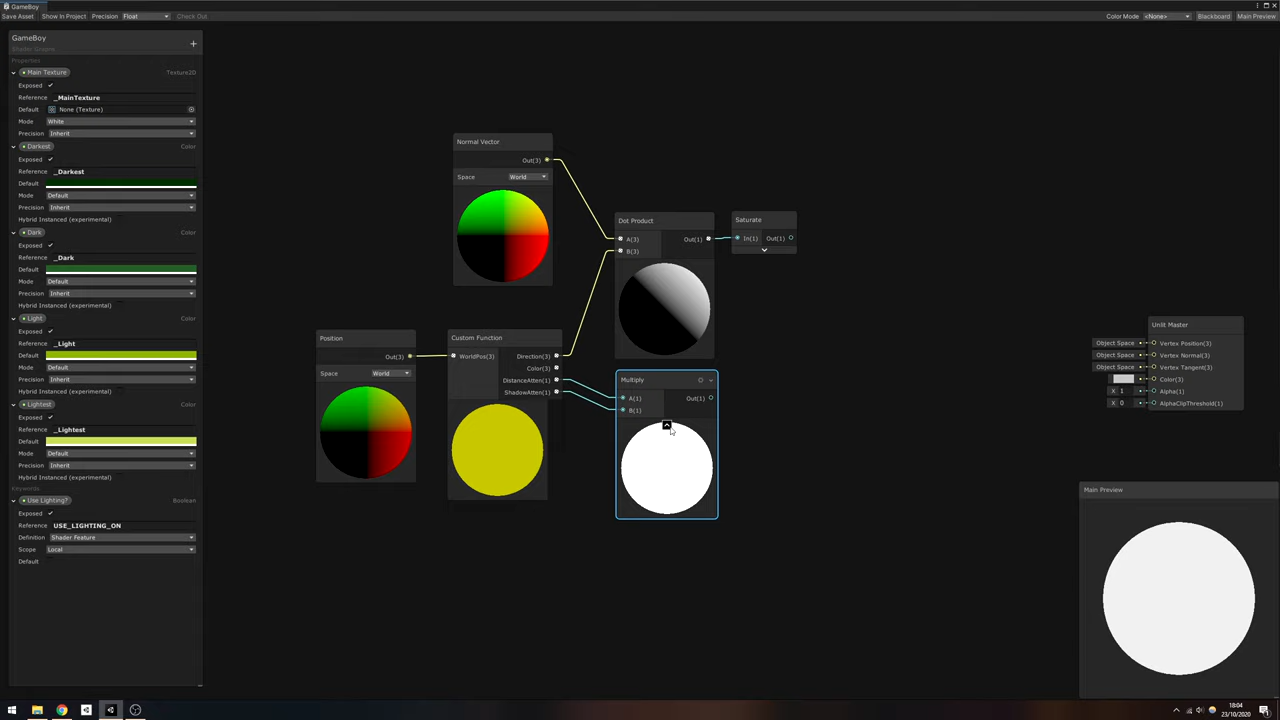 GameBoy
Save Asset Show In Project Precision Float Check Out Color Mode <None> Blackboard Main Preview
GameBoy
Shader Graphs
Properties
Main Texture Texture2D
Exposed
Reference _MainTexture
Default None (Texture)
Mode White
Precision Inherit
Darkest Color
Exposed
Reference _Darkest
Default
Mode Default
Precision Inherit
Hybrid Instanced (experimental)
Dark Color
Exposed
Reference _Dark
Default
Mode Default
Precision Inherit
Hybrid Instanced (experimental)
Light Color
Exposed
Reference _Light
Default
Mode Default
Precision Inherit
Hybrid Instanced (experimental)
Lightest Color
Exposed
Reference _Lightest
Default
Mode Default
Precision Inherit
Hybrid Instanced (experimental)
Keywords
Use Lighting? Boolean
Exposed
Reference USE_LIGHTING_ON
Definition Shader Feature
Scope Local
Default
Normal Vector
Out(3)
Space World
Position
Out(3)
Space World
Custom Function
WorldPos(3) Direction(3)
Color(3)
DistanceAtten(1)
ShadowAtten(1)
Dot Product
A(3) Out(1)
B(3)
Saturate
In(1) Out(1)
Multiply
A(1) Out(1)
B(1)
Unlit Master
Object Space Vertex Position(3)
Object Space Vertex Normal(3)
Object Space Vertex Tangent(3)
Color(3)
X 1 Alpha(1)
X 0 AlphaClipThreshold(1)
Main Preview
18:04
23/10/2020